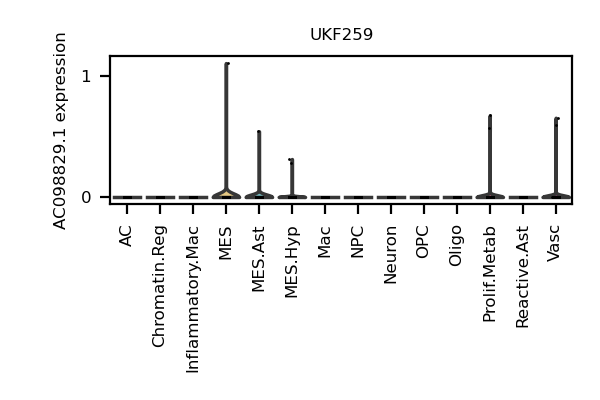 UKF259
AC098829.1 expression
1
0
AC
Chromatin.Reg
Inflammatory.Mac
MES
MES.Ast
MES.Hyp
Mac
NPC
Neuron
OPC
Oligo
Prolif.Metab
Reactive.Ast
Vasc